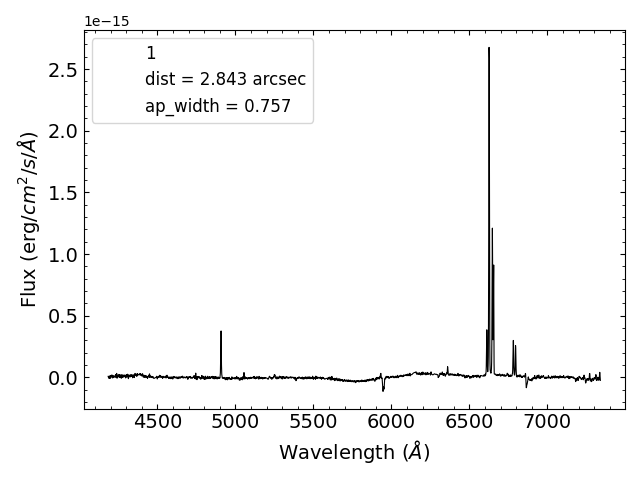 1e−15
1
dist = 2.843 arcsec
ap_width = 0.757
2.5
2.0
1.5
1.0
0.5
0.0
Flux (erg/cm²/s/Å)
4500 5000 5500 6000 6500 7000
Wavelength (Å)